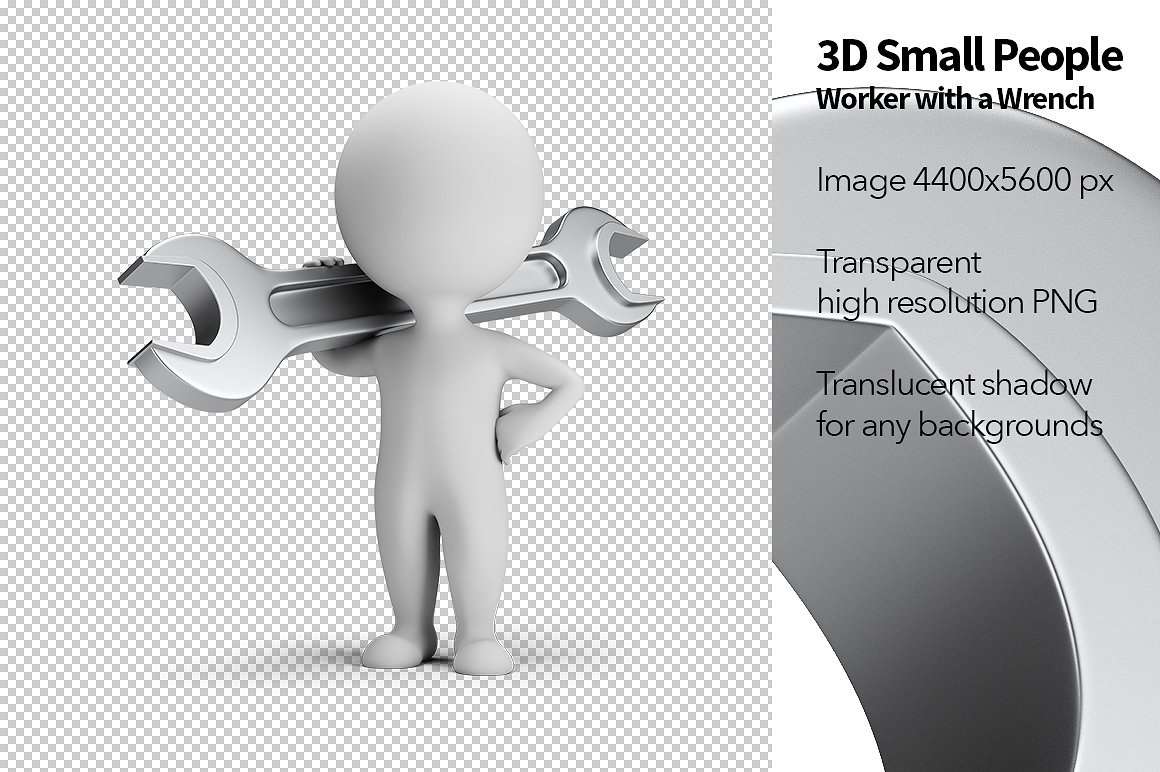 3D Small People
Worker with a Wrench
Image 4400x5600 px
Transparent
high resolution PNG
Translucent shadow
for any backgrounds